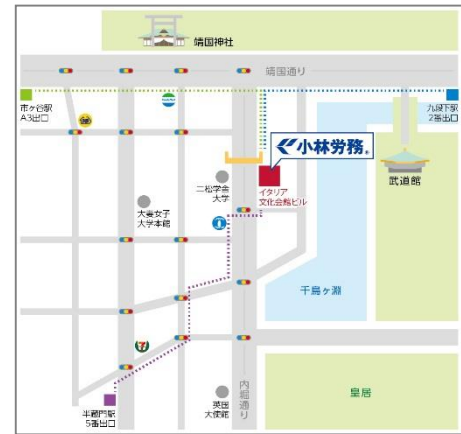 靖国神社
靖国通り
市ヶ谷駅
A3出口
FamilyMart
九段下駅
2番出口
小林労務
武道館
二松学舎
大学
イタリア
文化会館ビル
大妻女子
大学本館
千鳥ヶ淵
7
半蔵門駅
5番出口
英国
大使館
内堀通り
皇居